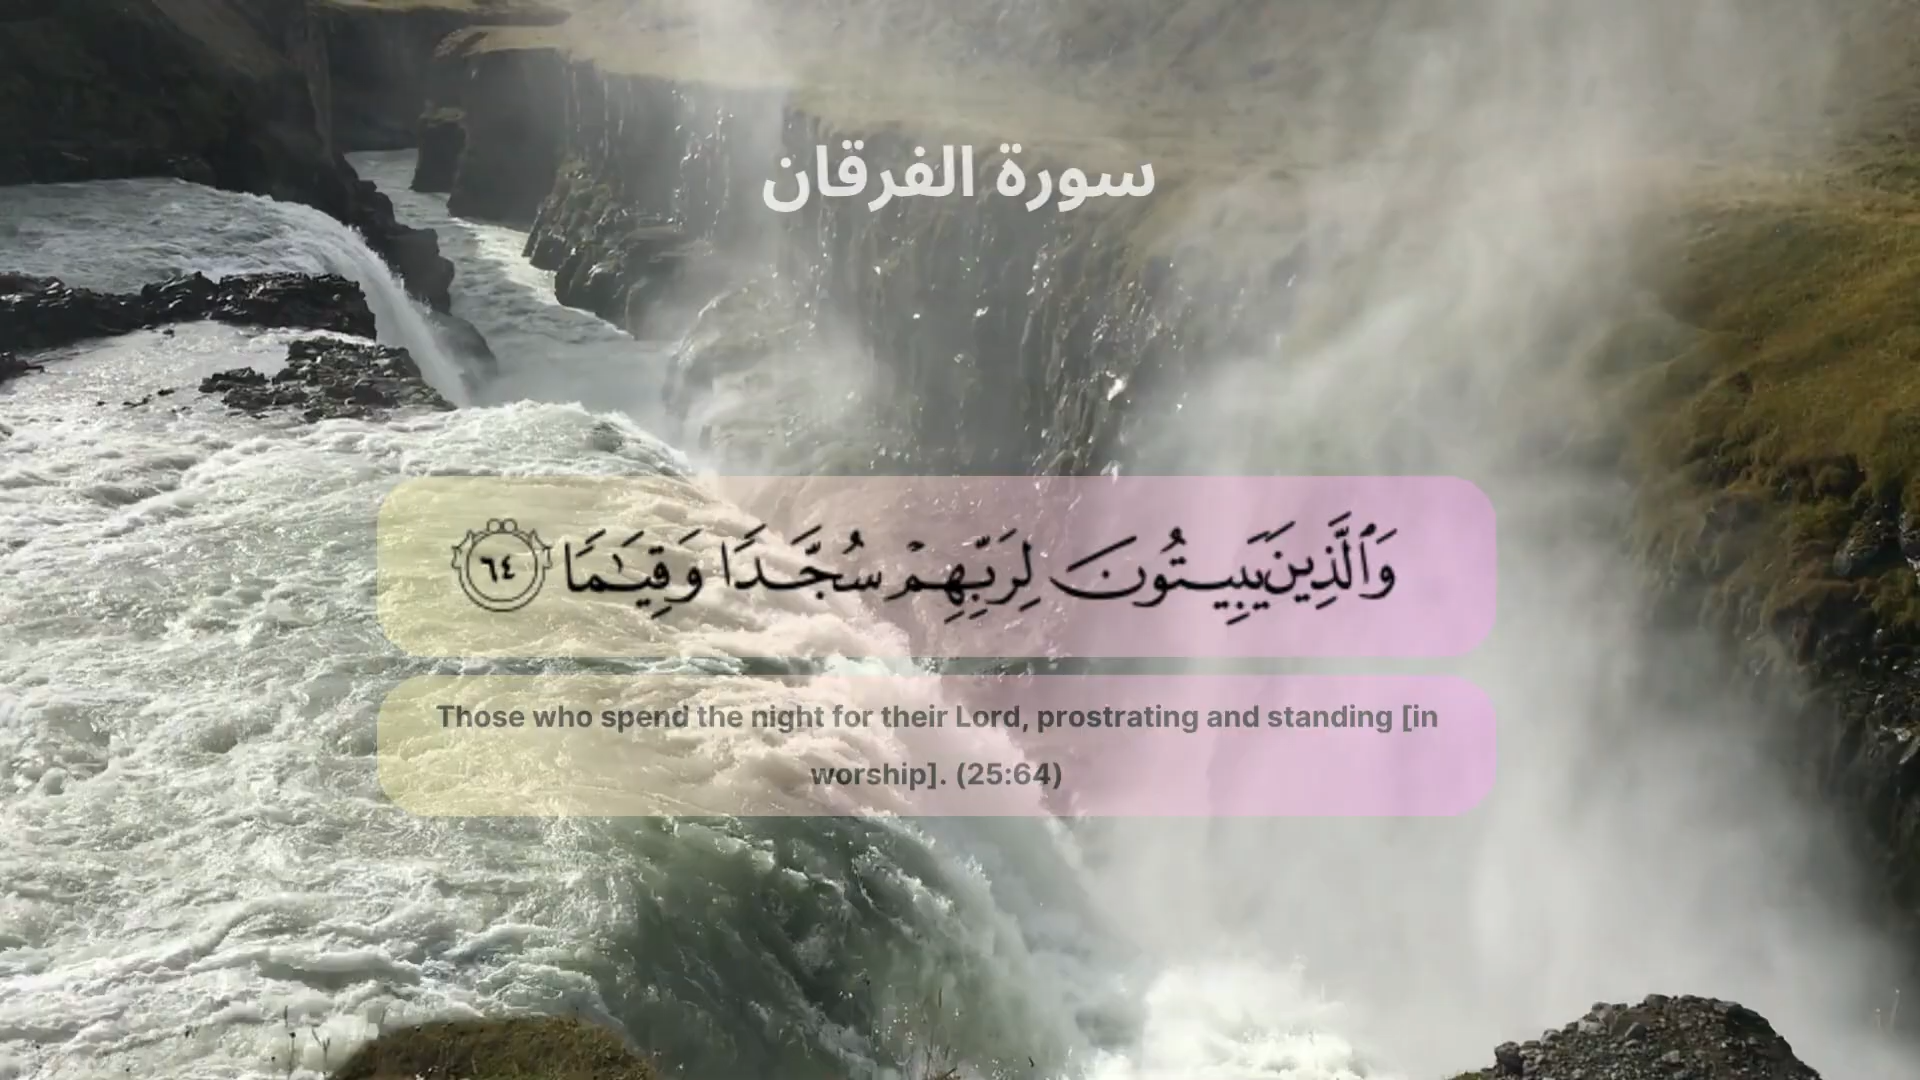 سورة الفرقان
وَٱلَّذِينَ يَبِيتُونَ لِرَبِّهِمْ سُجَّدًا وَقِيَٰمًا ٦٤
Those who spend the night for their Lord, prostrating and standing [in
worship]. (25:64)